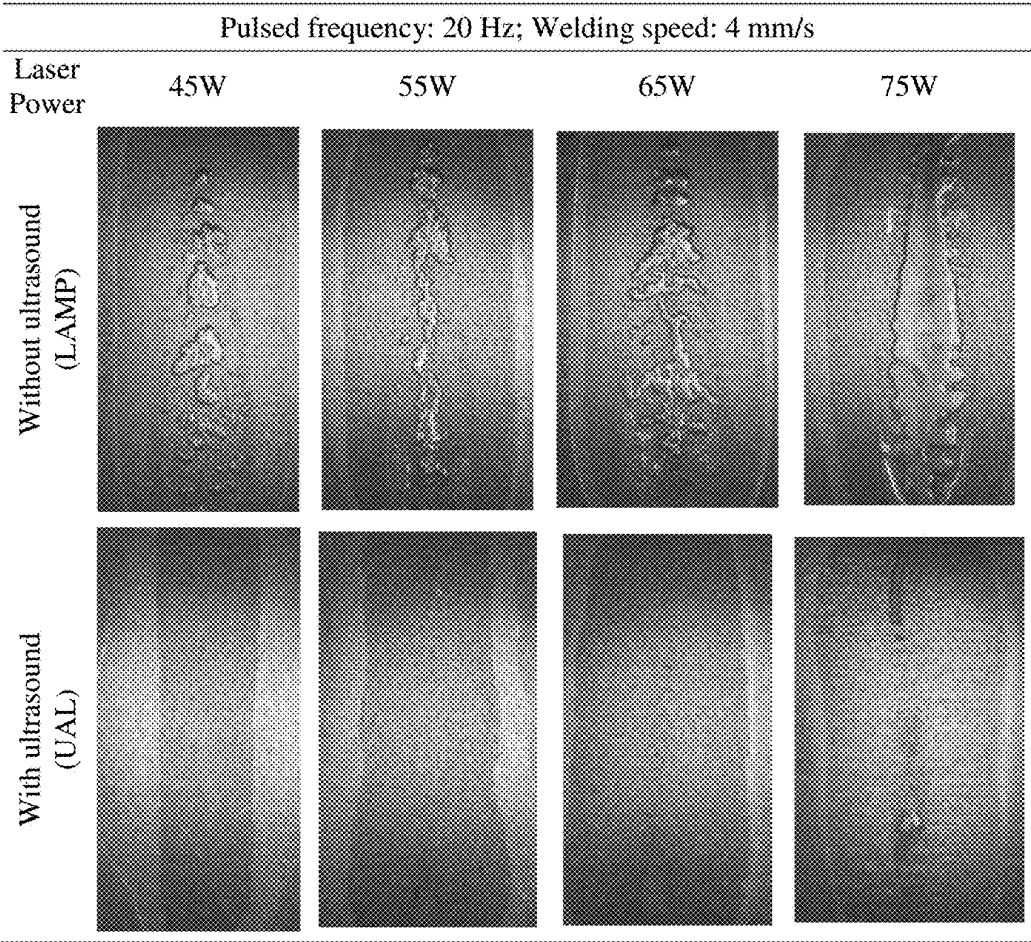 Pulsed frequency: 20 Hz; Welding speed: 4 mm/s
Laser
Power
45W
55W
65W
75W
Without ultrasound
(LAMP)
With ultrasound
(UAL)